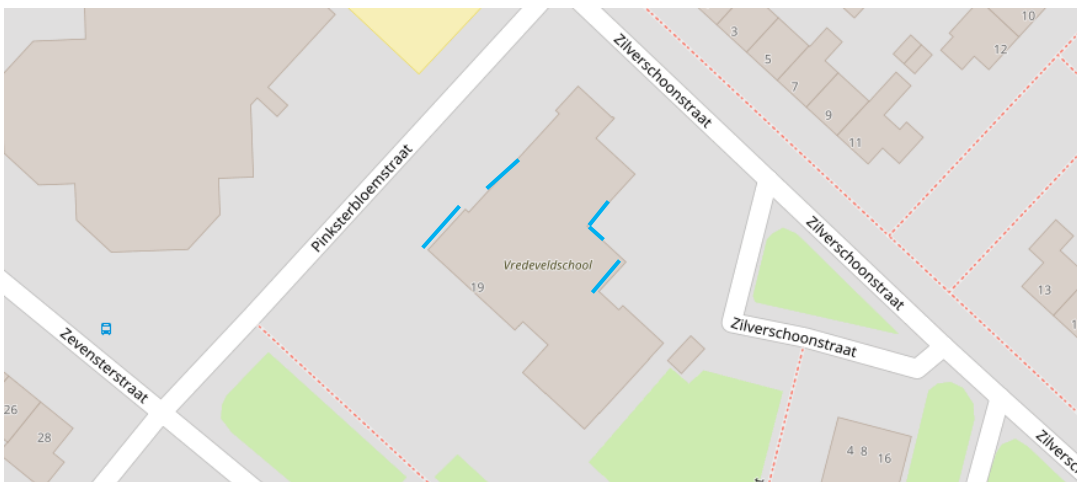 10
3
12
5
Zilverschoonstraat
7
9
11
Pinksterbloemstraat
Zilverschoonstraat
Vredeveldschool
19
13
Zilverschoonstraat
Zevensterstraat
26
28
4 8 16
Zilversc